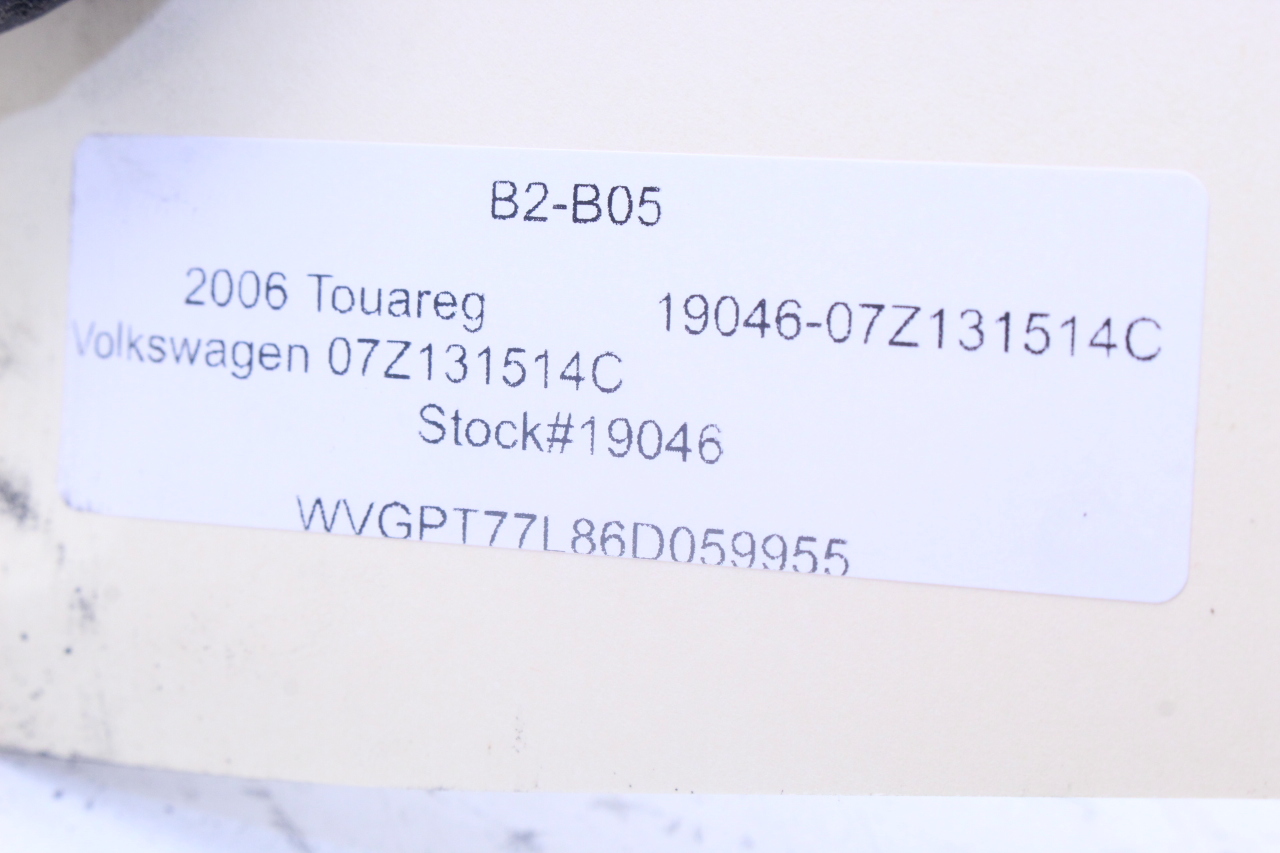 B2-B05
2006 Touareg 19046-07Z131514C
Volkswagen 07Z131514C
Stock#19046
WVGPT77L86D059955